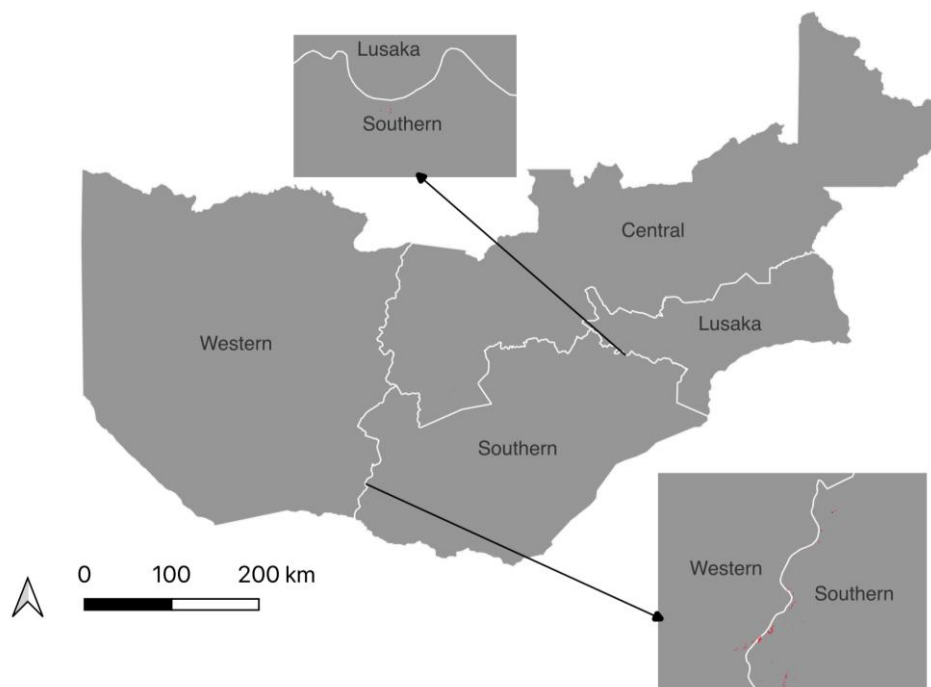 Lusaka
Southern
Central
Lusaka
Western
Southern
Western
Southern
0 100 200 km